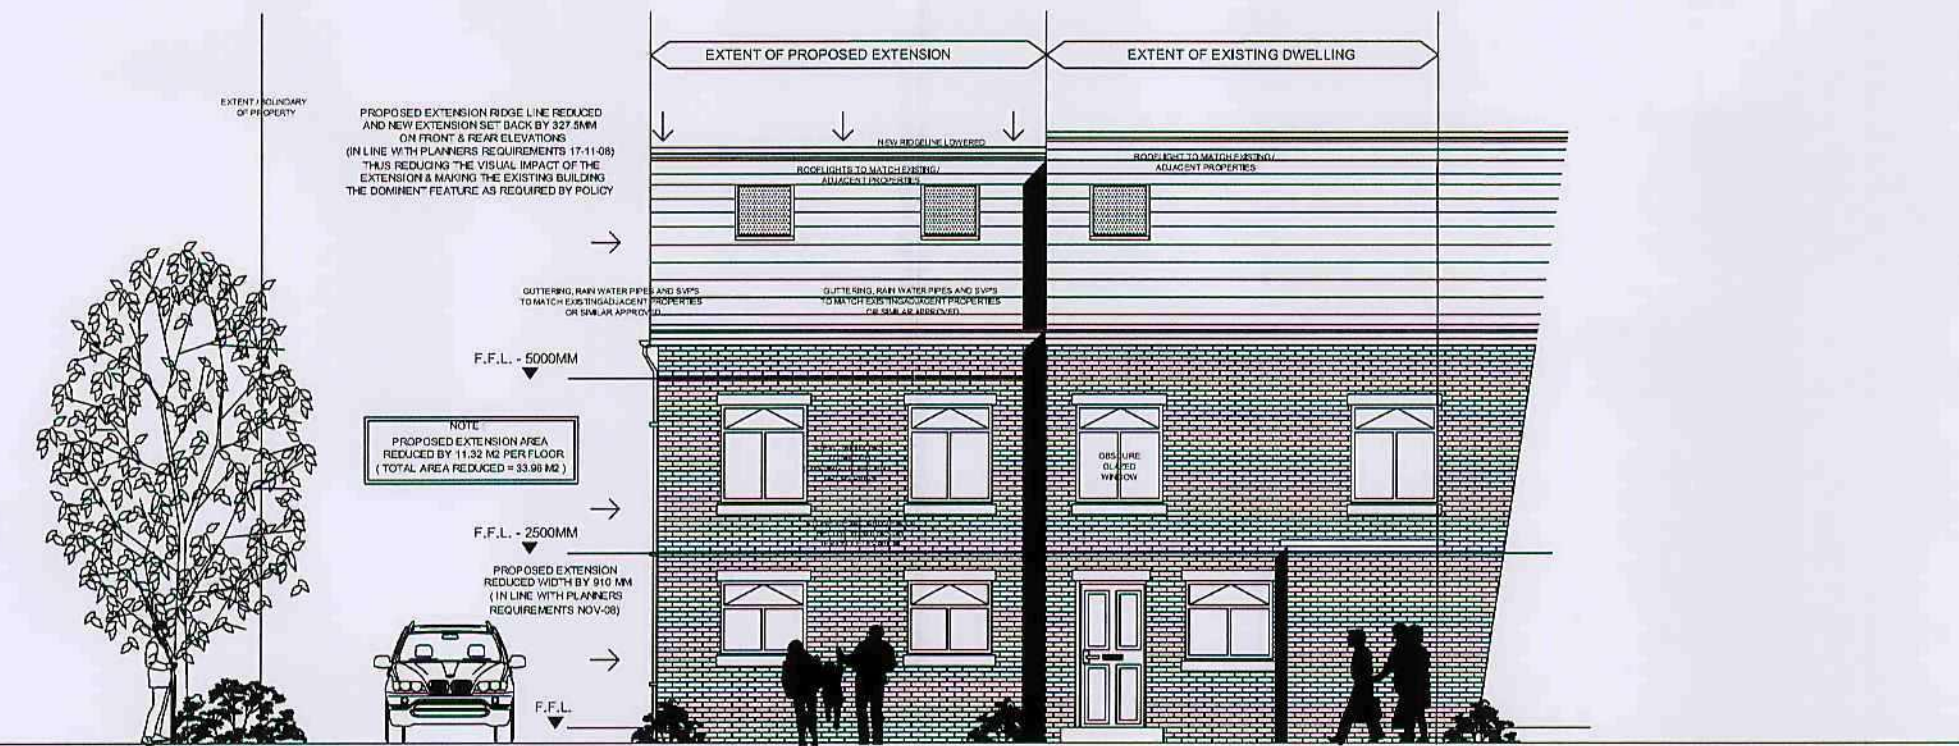 EXTENT OF PROPOSED EXTENSION
EXTENT OF EXISTING DWELLING
EXTENT / BOUNDARY
OF PROPERTY
PROPOSED EXTENSION RIDGE LINE REDUCED
AND NEW EXTENSION SET BACK BY 327.5MM
ON FRONT & REAR ELEVATIONS
(IN LINE WITH PLANNERS REQUIREMENTS 17-11-08)
THUS REDUCING THE VISUAL IMPACT OF THE
EXTENSION & MAKING THE EXISTING BUILDING
THE DOMINENT FEATURE AS REQUIRED BY POLICY
NEW RIDGELINE LOWERED
ROOFLIGHTS TO MATCH EXISTING/
ADJACENT PROPERTIES
ROOFLIGHT TO MATCH EXISTING/
ADJACENT PROPERTIES
GUTTERING, RAIN WATER PIPES AND SVP'S
TO MATCH EXISTINGADJACENT PROPERTIES
OR SIMILAR APPROVED
GUTTERING, RAIN WATER PIPES AND SVP'S
TO MATCH EXISTINGADJACENT PROPERTIES
OR SIMILAR APPROVED
F.F.L. - 5000MM
NOTE
PROPOSED EXTENSION AREA
REDUCED BY 11.32 M2 PER FLOOR
( TOTAL AREA REDUCED = 33.96 M2 )
OBSCURE
GLAZED
WINDOW
F.F.L. - 2500MM
PROPOSED EXTENSION
REDUCED WIDTH BY 910 MM
( IN LINE WITH PLANNERS
REQUIREMENTS NOV-08)
F.F.L.